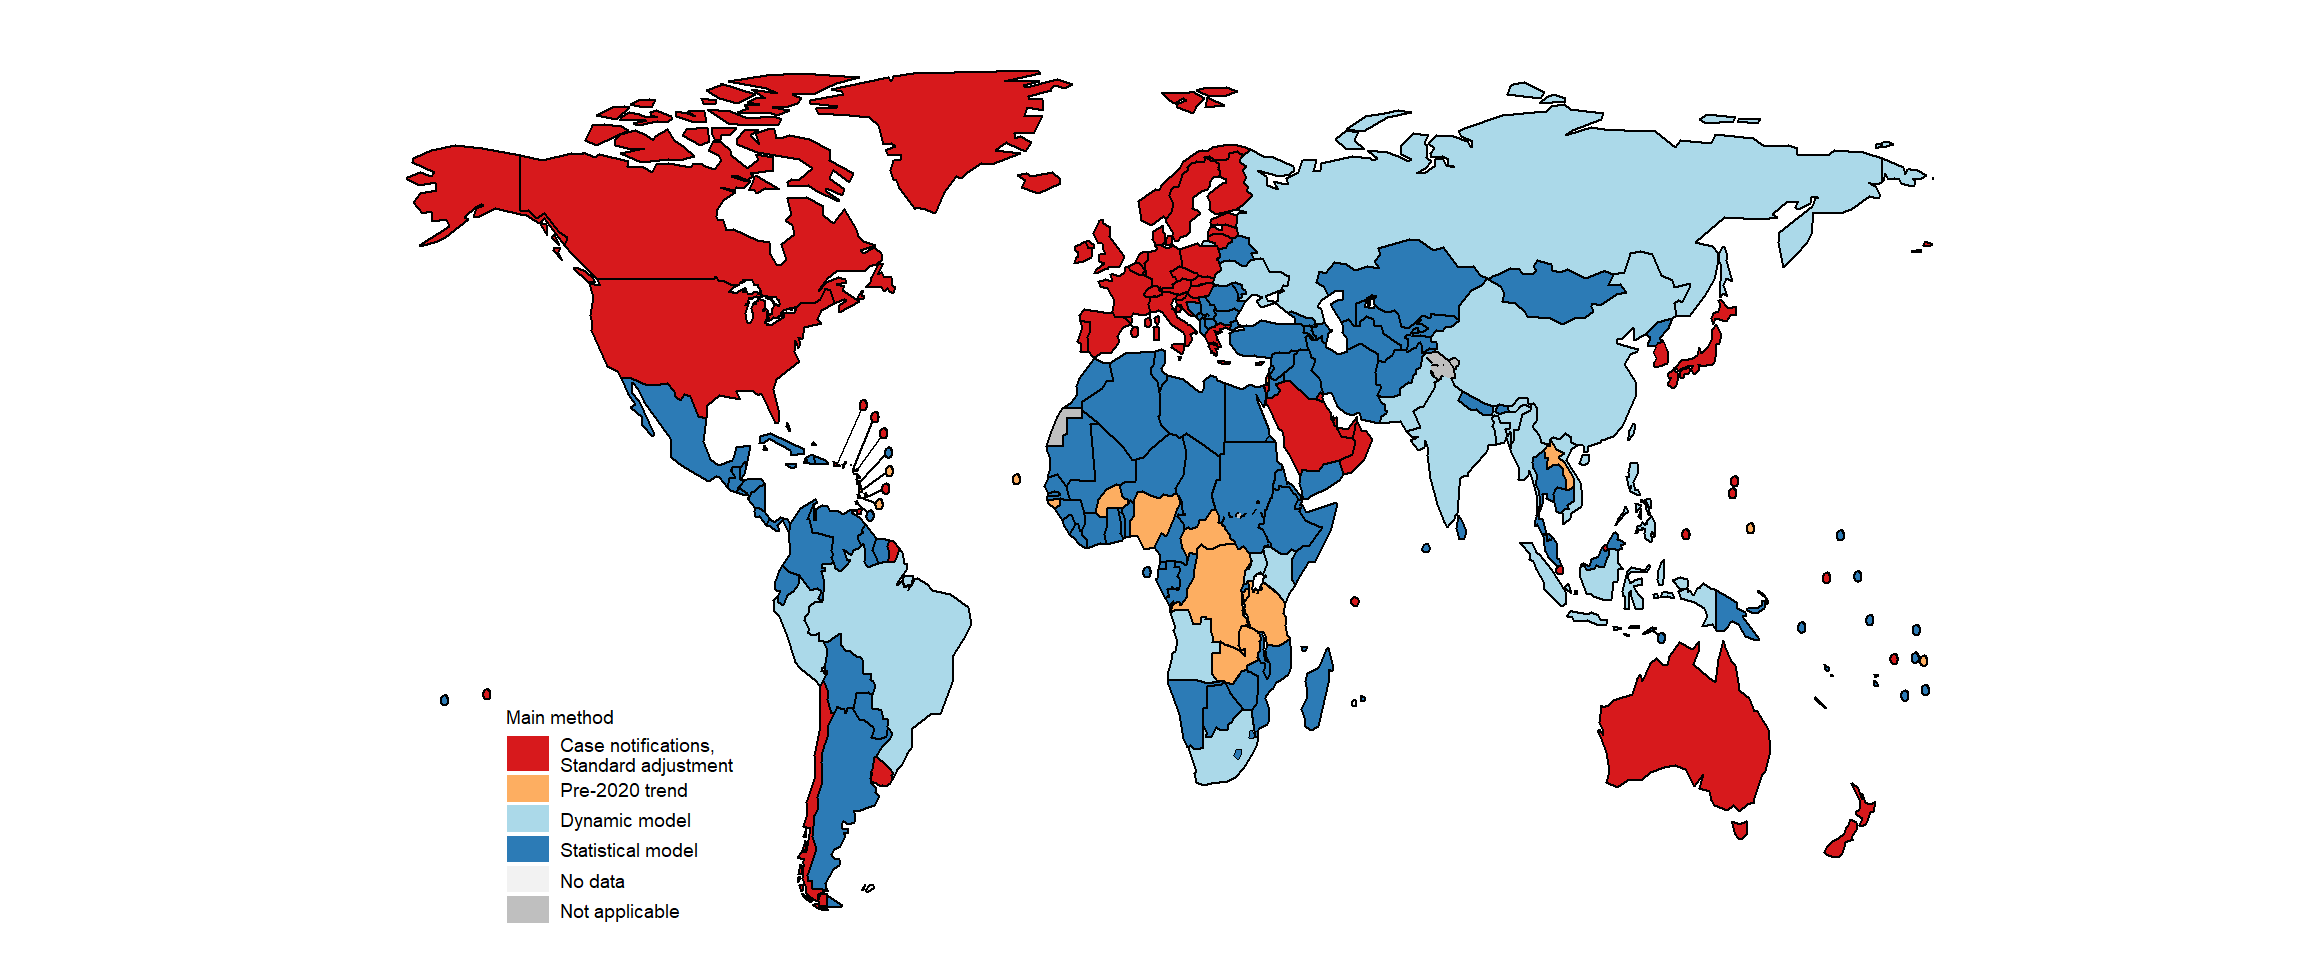 Main method
Case notifications,
Standard adjustment
Pre-2020 trend
Dynamic model
Statistical model
No data
Not applicable